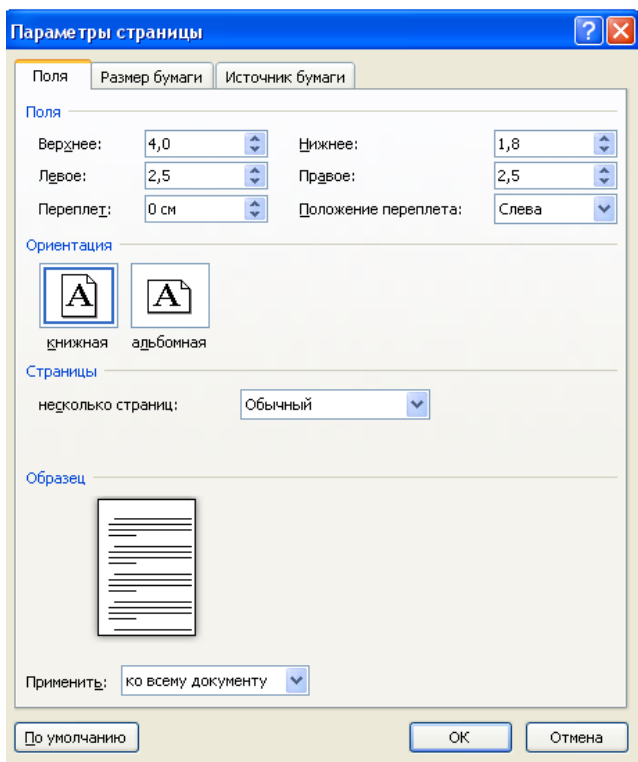 Параметры страницы
Поля Размер бумаги Источник бумаги
Поля
Верхнее: 4,0 Нижнее: 1,8
Левое: 2,5 Правое: 2,5
Переплет: 0 см Положение переплета: Слева
Ориентация
A A
книжная альбомная
Страницы
несколько страниц: Обычный
Образец
Применить: ко всему документу
По умолчанию ОК Отмена